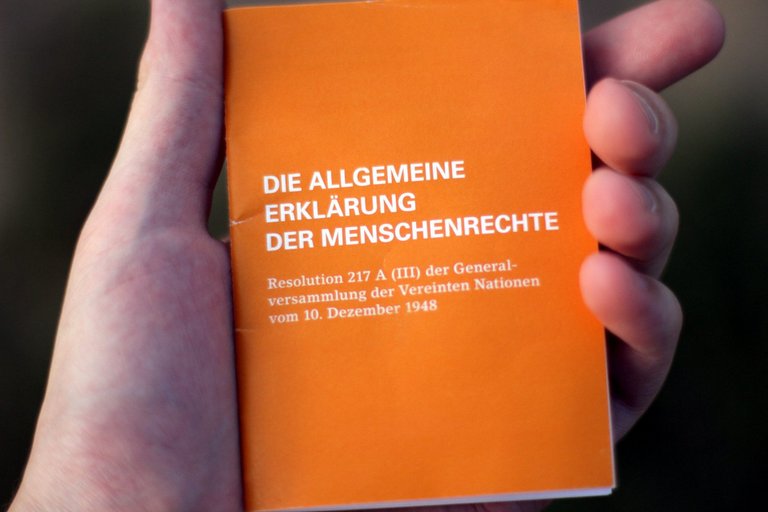 DIE ALLGEMEINE
ERKLÄRUNG
DER MENSCHENRECHTE
Resolution 217 A (III) der General-
versammlung der Vereinten Nationen
vom 10. Dezember 1948